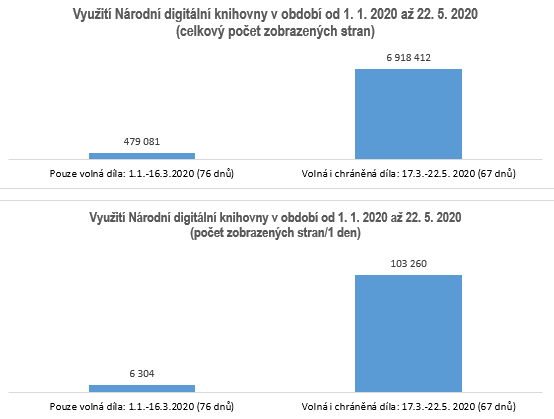 Využití Národní digitální knihovny v období od 1. 1. 2020 až 22. 5. 2020
(celkový počet zobrazených stran)
6 918 412
479 081
Pouze volná díla: 1.1.-16.3.2020 (76 dnů)
Volná i chráněná díla: 17.3.-22.5. 2020 (67 dnů)
Využití Národní digitální knihovny v období od 1. 1. 2020 až 22. 5. 2020
(počet zobrazených stran/1 den)
103 260
6 304
Pouze volná díla: 1.1.-16.3.2020 (76 dnů)
Volná i chráněná díla: 17.3.-22.5. 2020 (67 dnů)